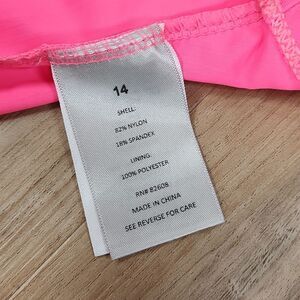 14
SHELL:
82% NYLON
18% SPANDEX
LINING:
100% POLYESTER
RN# 82608
MADE IN CHINA
SEE REVERSE FOR CARE